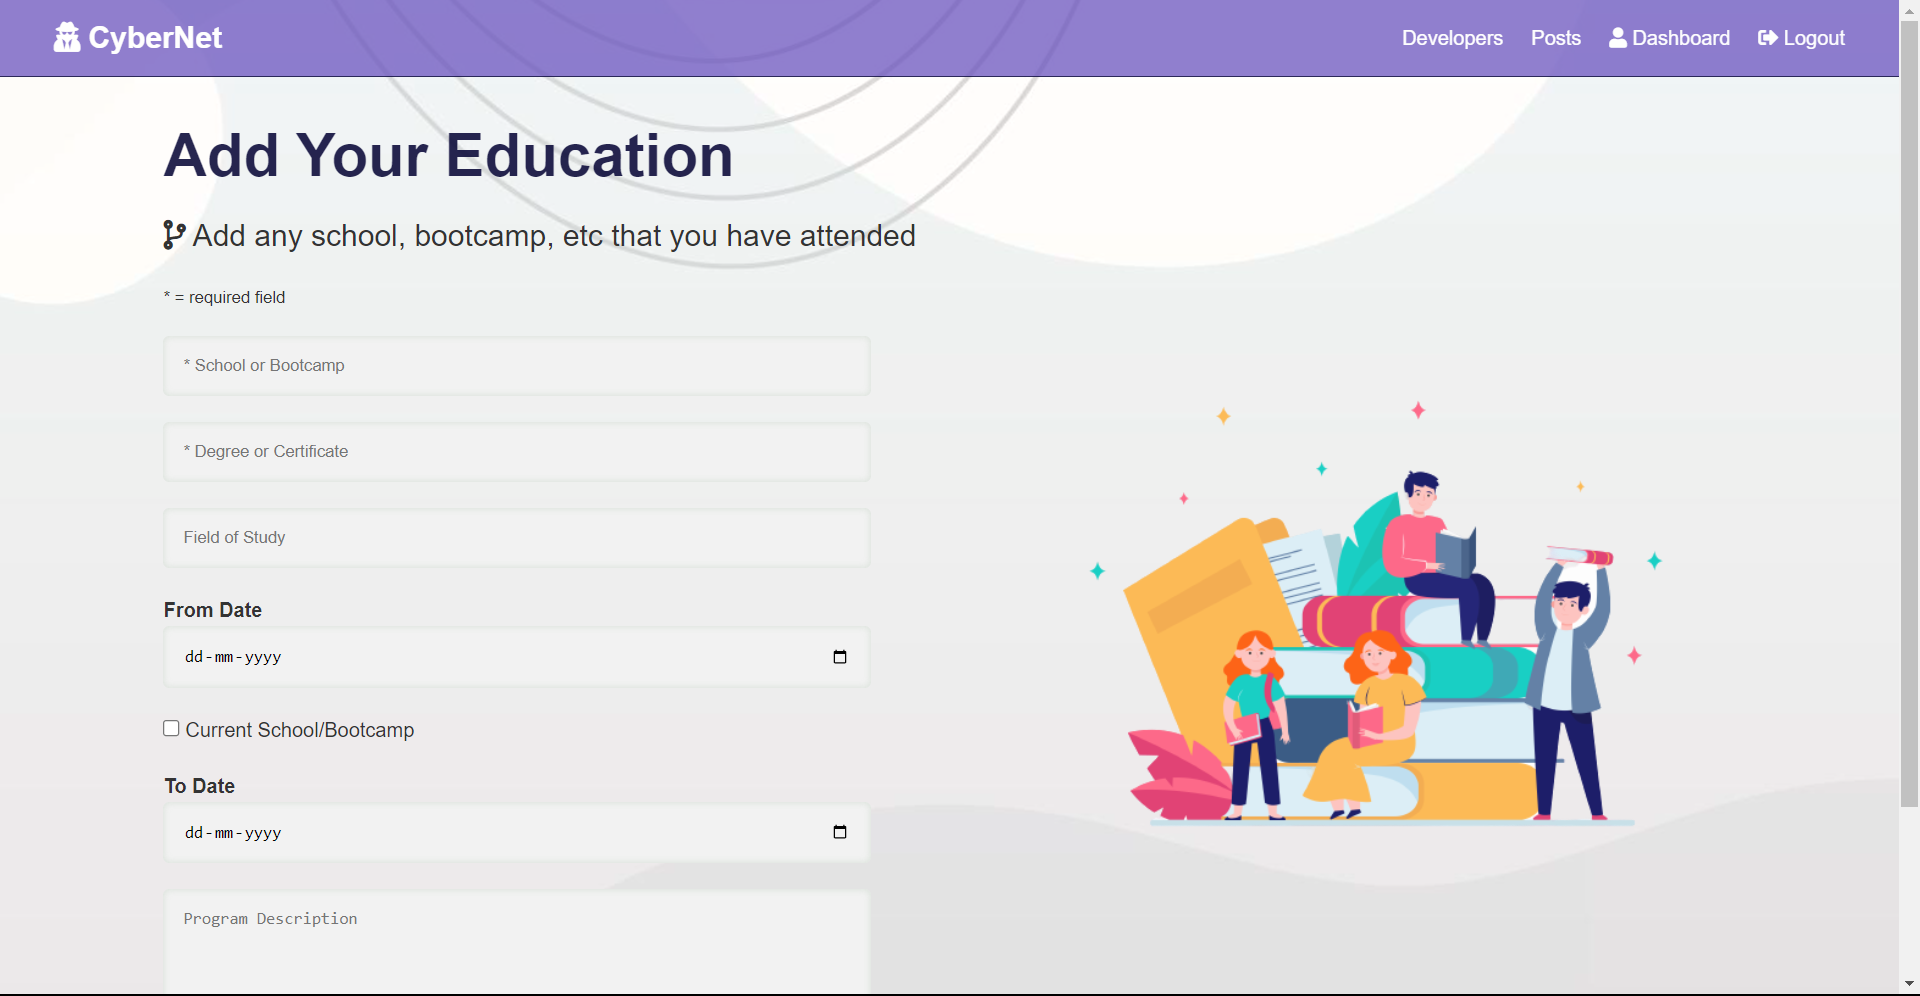 CyberNet
Developers Posts Dashboard Logout
Add Your Education
Add any school, bootcamp, etc that you have attended
* = required field
* School or Bootcamp
* Degree or Certificate
Field of Study
From Date
dd-mm-yyyy
Current School/Bootcamp
To Date
dd-mm-yyyy
Program Description